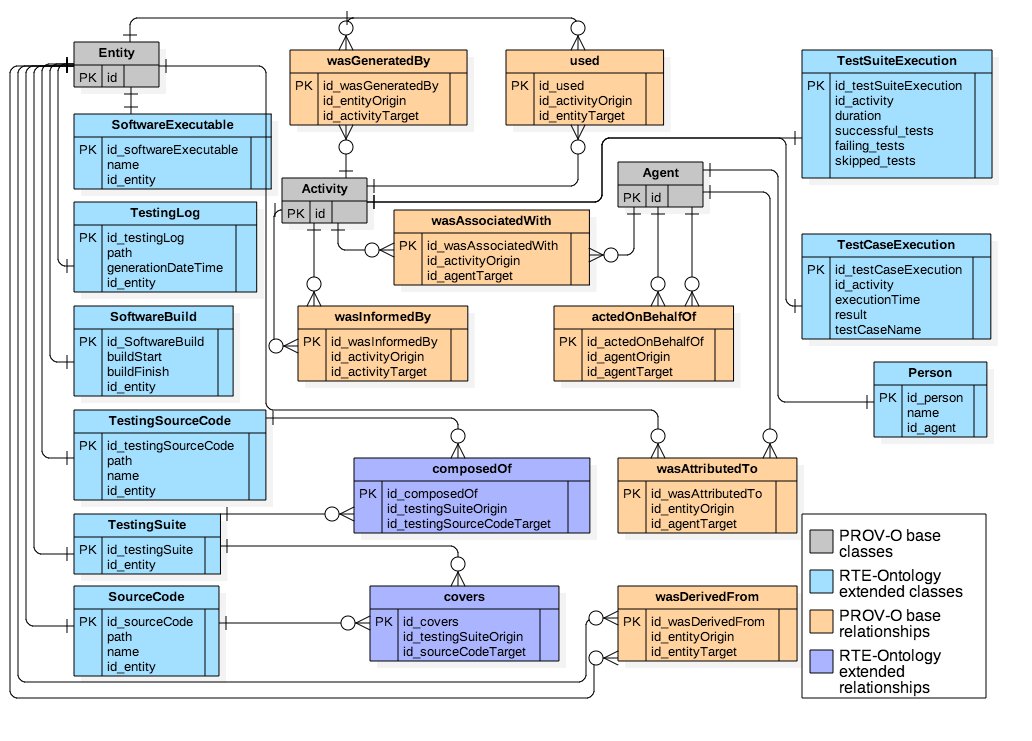 Entity
PK id
wasGeneratedBy
PK id_wasGeneratedBy
id_entityOrigin
id_activityTarget
used
PK id_used
id_activityOrigin
id_entityTarget
TestSuiteExecution
PK id_testSuiteExecution
id_activity
duration
successful_tests
failing_tests
skipped_tests
SoftwareExecutable
PK id_softwareExecutable
name
id_entity
Activity
PK id
Agent
PK id
TestingLog
PK id_testingLog
path
generationDateTime
id_entity
wasAssociatedWith
PK id_wasAssociatedWith
id_activityOrigin
id_agentTarget
TestCaseExecution
PK id_testCaseExecution
id_activity
executionTime
result
testCaseName
SoftwareBuild
PK id_SoftwareBuild
buildStart
buildFinish
id_entity
wasInformedBy
PK id_wasInformedBy
id_activityOrigin
id_activityTarget
actedOnBehalfOf
PK id_actedOnBehalfOf
id_agentOrigin
id_agentTarget
Person
PK id_person
name
id_agent
TestingSourceCode
PK id_testingSourceCode
path
name
id_entity
composedOf
PK id_composedOf
id_testingSuiteOrigin
id_testingSourceCodeTarget
wasAttributedTo
PK id_wasAttributedTo
id_entityOrigin
id_agentTarget
TestingSuite
PK id_testingSuite
id_entity
SourceCode
PK id_sourceCode
path
name
id_entity
covers
PK id_covers
id_testingSuiteOrigin
id_sourceCodeTarget
wasDerivedFrom
PK id_wasDerivedFrom
id_entityOrigin
id_entityTarget
PROV-O base
classes
RTE-Ontology
extended classes
PROV-O base
relationships
RTE-Ontology
extended
relationships